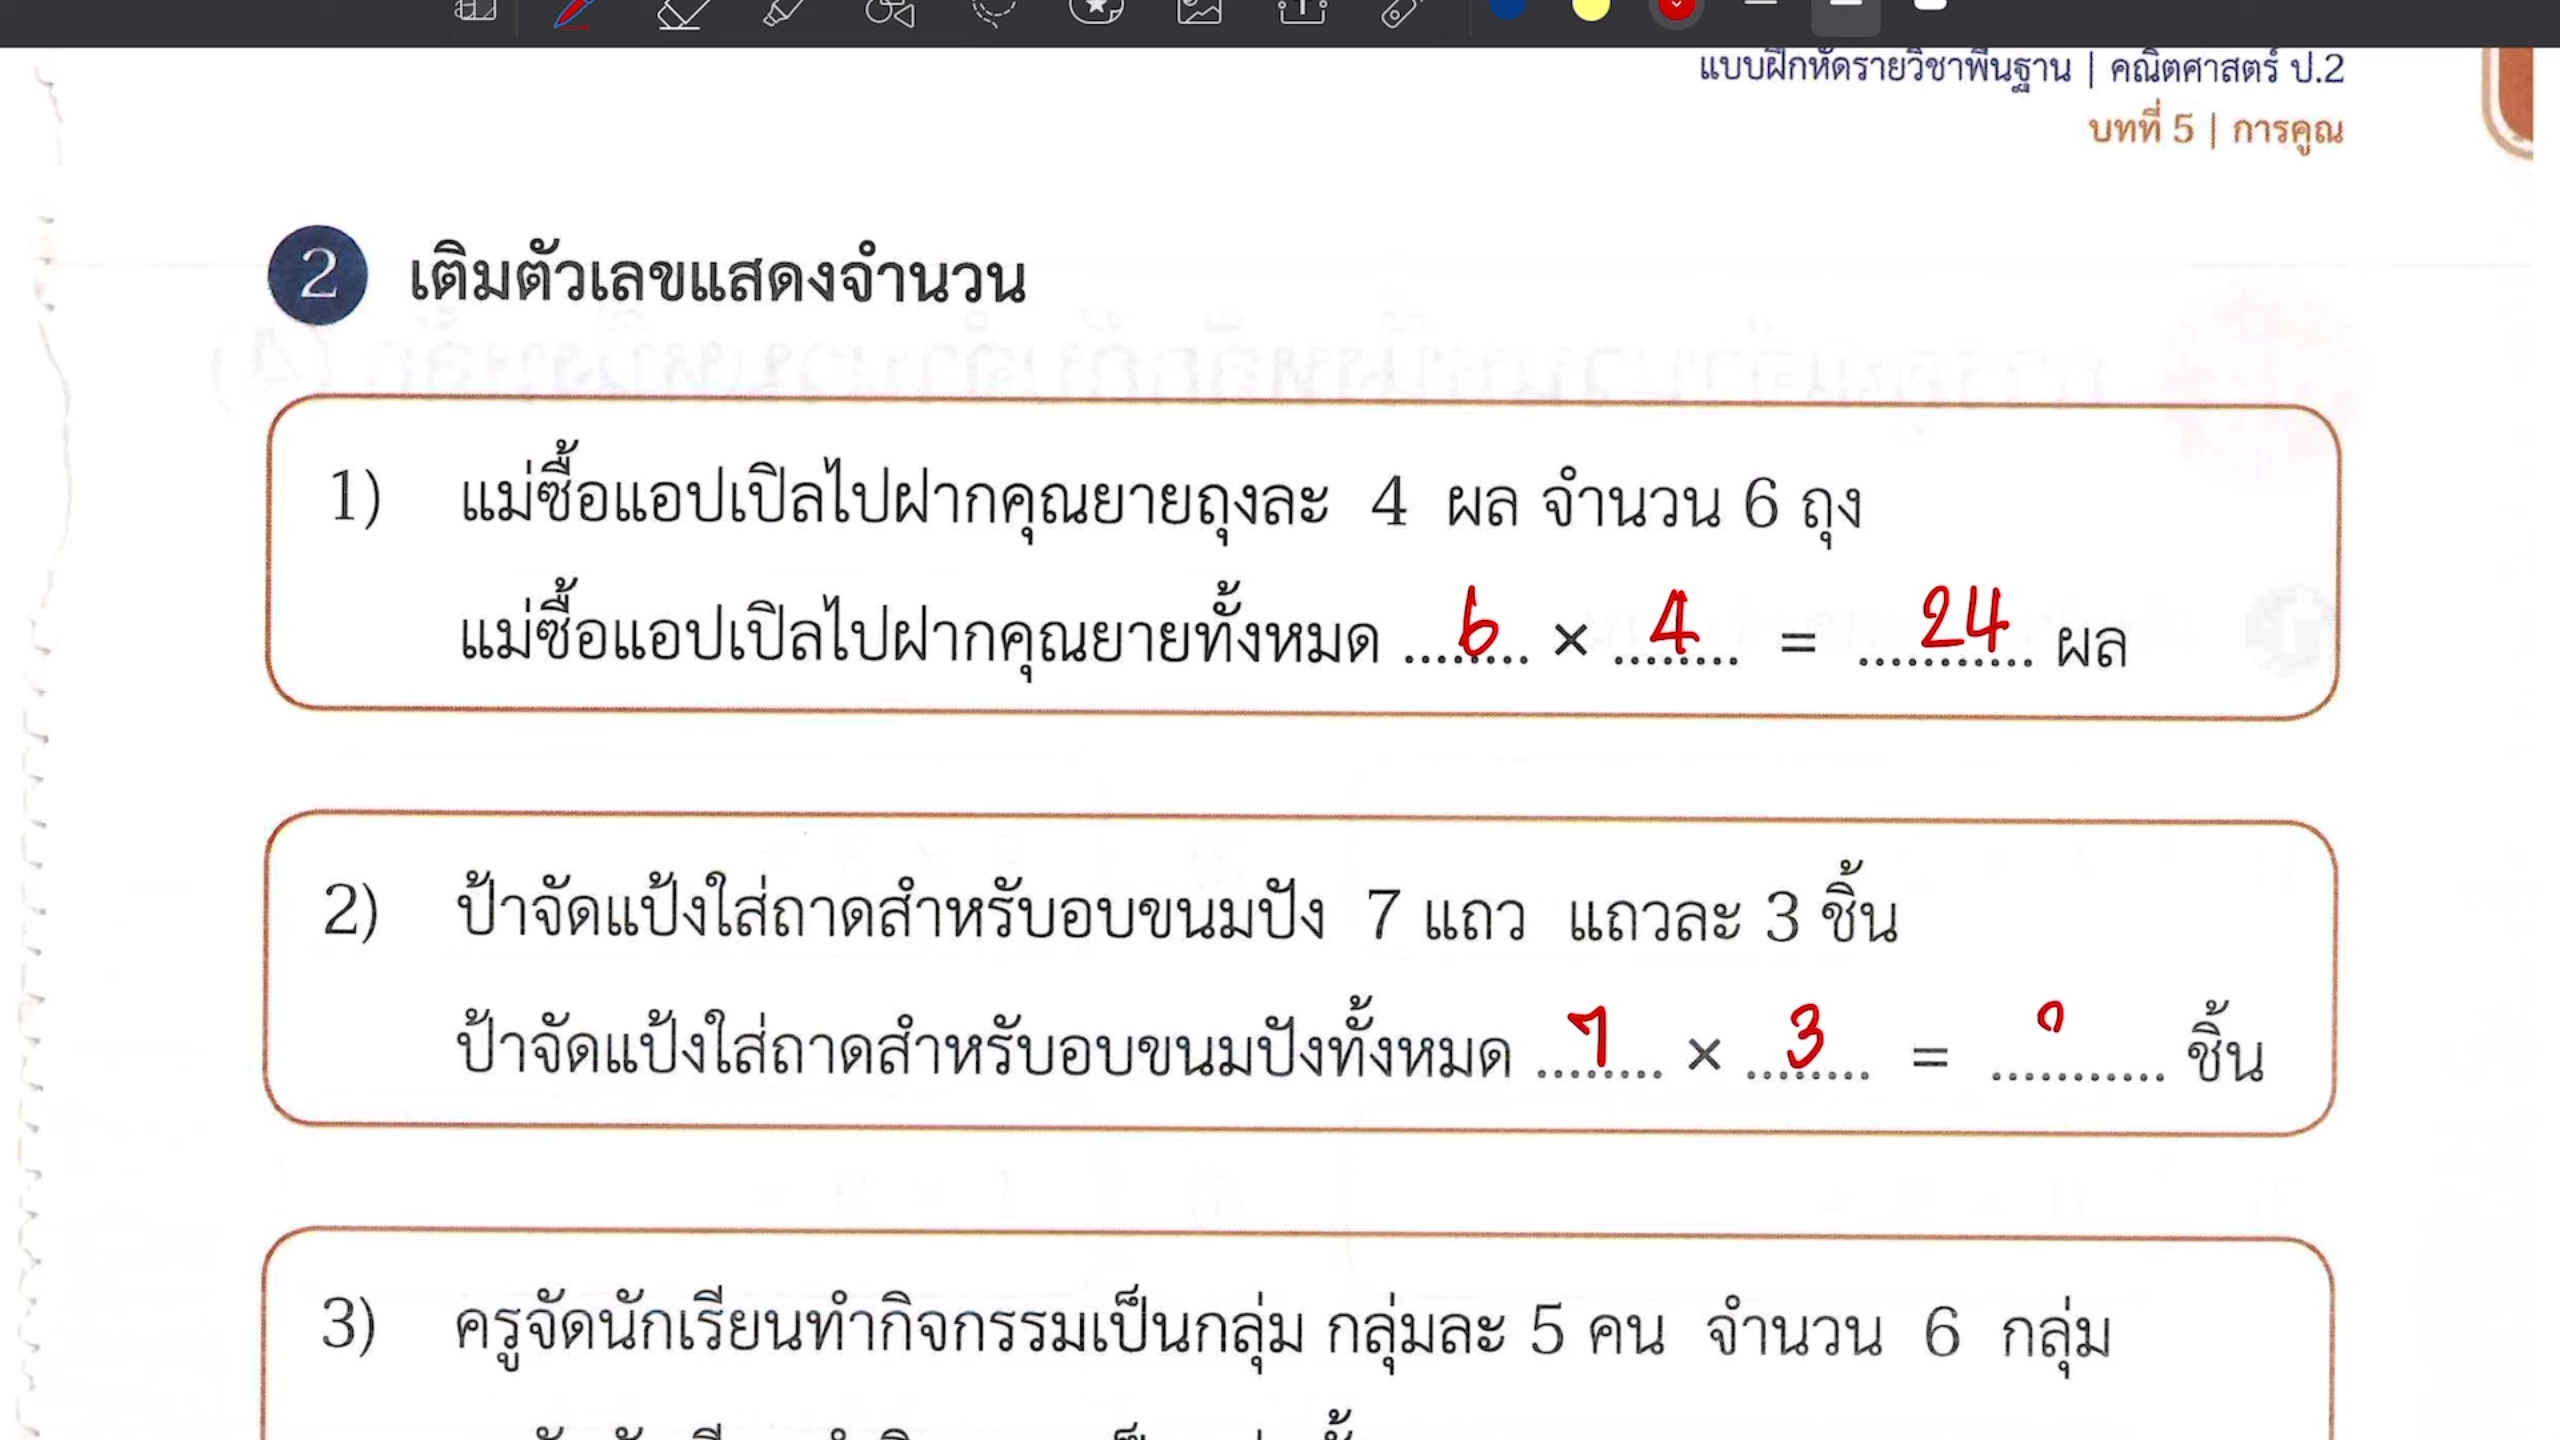 แบบฝึกหัดรายวิชาพื้นฐาน | คณิตศาสตร์ ป.2
บทที่ 5 | การคูณ
2 เติมตัวเลขแสดงจำนวน
1) แม่ซื้อแอปเปิลไปฝากคุณยายถุงละ 4 ผล จำนวน 6 ถุง
แม่ซื้อแอปเปิลไปฝากคุณยายทั้งหมด 6 × 4 = 24 ผล
2) ป้าจัดแป้งใส่ถาดสำหรับอบขนมปัง 7 แถว แถวละ 3 ชิ้น
ป้าจัดแป้งใส่ถาดสำหรับอบขนมปังทั้งหมด 7 × 3 = ........... ชิ้น
3) ครูจัดนักเรียนทำกิจกรรมเป็นกลุ่ม กลุ่มละ 5 คน จำนวน 6 กลุ่ม